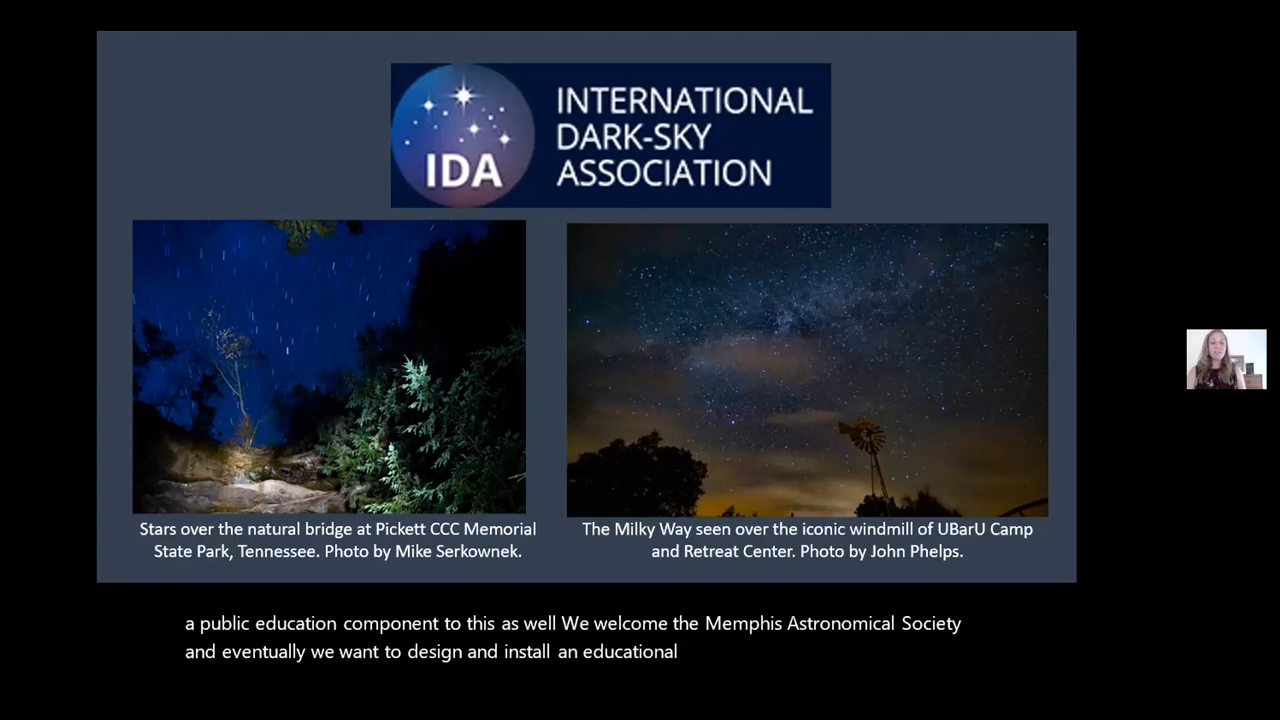 INTERNATIONAL
DARK-SKY
ASSOCIATION
IDA
Stars over the natural bridge at Pickett CCC Memorial
State Park, Tennessee. Photo by Mike Serkownek.
The Milky Way seen over the iconic windmill of UBarU Camp
and Retreat Center. Photo by John Phelps.
a public education component to this as well We welcome the Memphis Astronomical Society
and eventually we want to design and install an educational